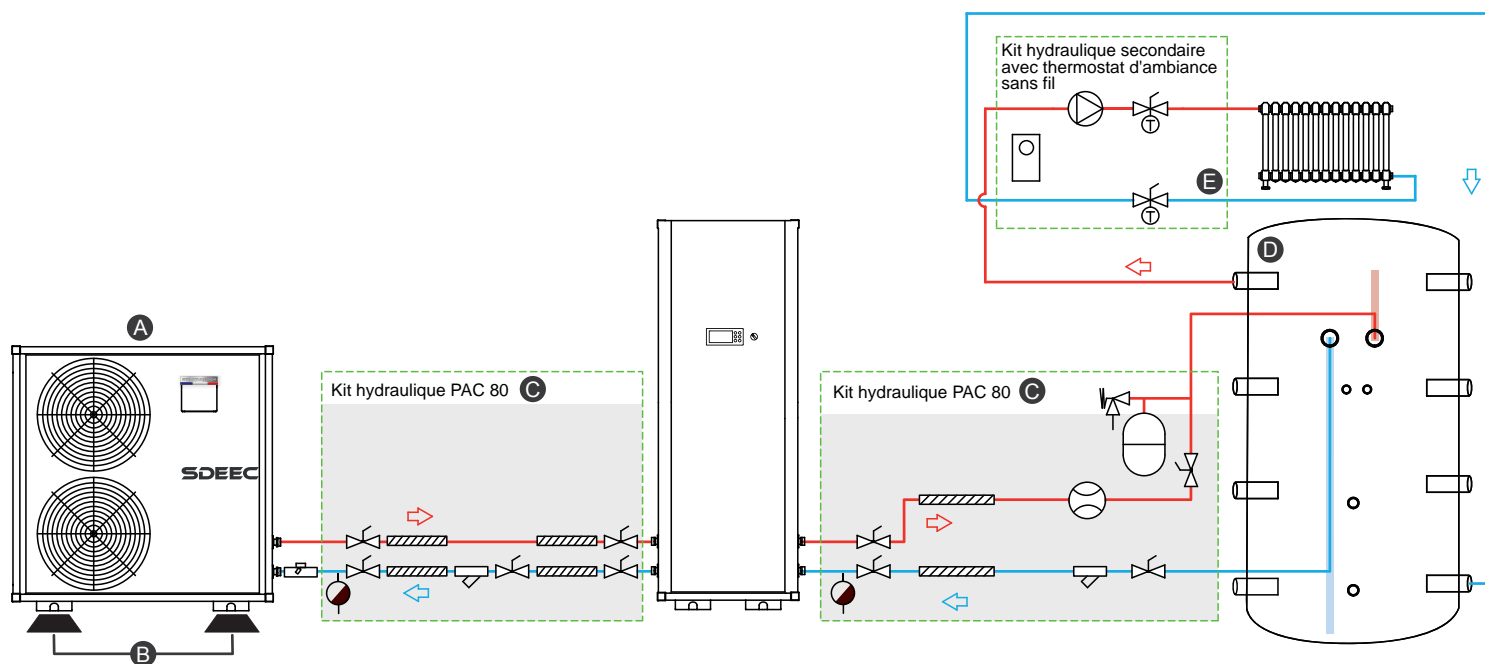 Kit hydraulique secondaire
avec thermostat d'ambiance
sans fil
T
E
T
D
A
Kit hydraulique PAC 80 C
Kit hydraulique PAC 80 C
SDEEC
B